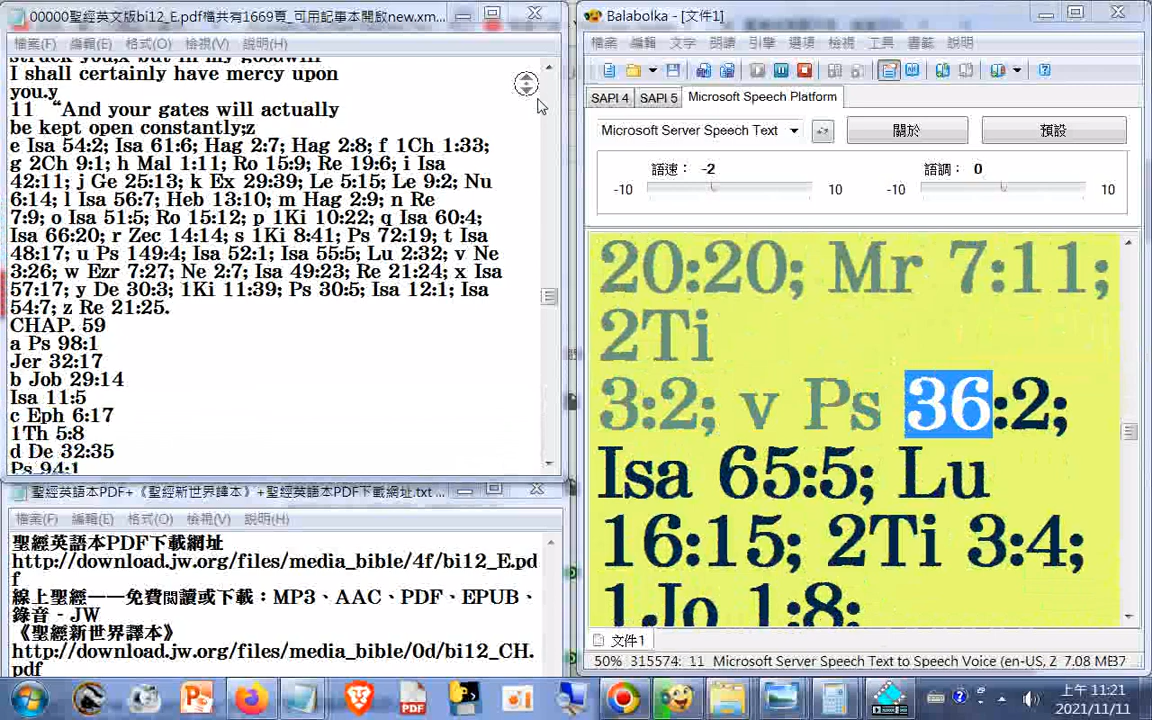 00000聖經英文版bi12_E.pdf檔共有1669頁_可用記事本開啟new.xm...
檔案(F) 編輯(E) 格式(O) 檢視(V) 說明(H)
struck you,x but in my goodwill
I shall certainly have mercy upon
you.y
11 “And your gates will actually
be kept open constantly;z
e Isa 54:2; Isa 61:6; Hag 2:7; Hag 2:8; f 1Ch 1:33;
g 2Ch 9:1; h Mal 1:11; Ro 15:9; Re 19:6; i Isa
42:11; j Ge 25:13; k Ex 29:39; Le 5:15; Le 9:2; Nu
6:14; l Isa 56:7; Heb 13:10; m Hag 2:9; n Re
7:9; o Isa 51:5; Ro 15:12; p 1Ki 10:22; q Isa 60:4;
Isa 66:20; r Zec 14:14; s 1Ki 8:41; Ps 72:19; t Isa
48:17; u Ps 149:4; Isa 52:1; Isa 55:5; Lu 2:32; v Ne
3:26; w Ezr 7:27; Ne 2:7; Isa 49:23; Re 21:24; x Isa
57:17; y De 30:3; 1Ki 11:39; Ps 30:5; Isa 12:1; Isa
54:7; z Re 21:25.
CHAP. 59
a Ps 98:1
Jer 32:17
b Job 29:14
Isa 11:5
c Eph 6:17
1Th 5:8
d De 32:35
Ps 94:1
聖經英語本PDF+《聖經新世界譯本》+聖經英語本PDF下載網址.txt ...
檔案(F) 編輯(E) 格式(O) 檢視(V) 說明(H)
聖經英語本PDF下載網址
http://download.jw.org/files/media_bible/4f/bi12_E.pd
f
線上聖經——免費閱讀或下載：MP3、AAC、PDF、EPUB、
錄音 - JW
《聖經新世界譯本》
http://download.jw.org/files/media_bible/0d/bi12_CH.
pdf
Balabolka - [文件1]
檔案 編輯 文字 朗讀 引擎 選項 檢視 工具 書籤 說明
SAPI 4 SAPI 5 Microsoft Speech Platform
Microsoft Server Speech Text 關於 預設
語速： -2 語調： 0
-10 10 -10 10
20:20; Mr 7:11;
2Ti
3:2; v Ps 36:2;
Isa 65:5; Lu
16:15; 2Ti 3:4;
1Jo 1:8;
文件1
50% 315574: 11 Microsoft Server Speech Text to Speech Voice (en-US, Z 7.08 MB37
PDF
上午 11:21
2021/11/11